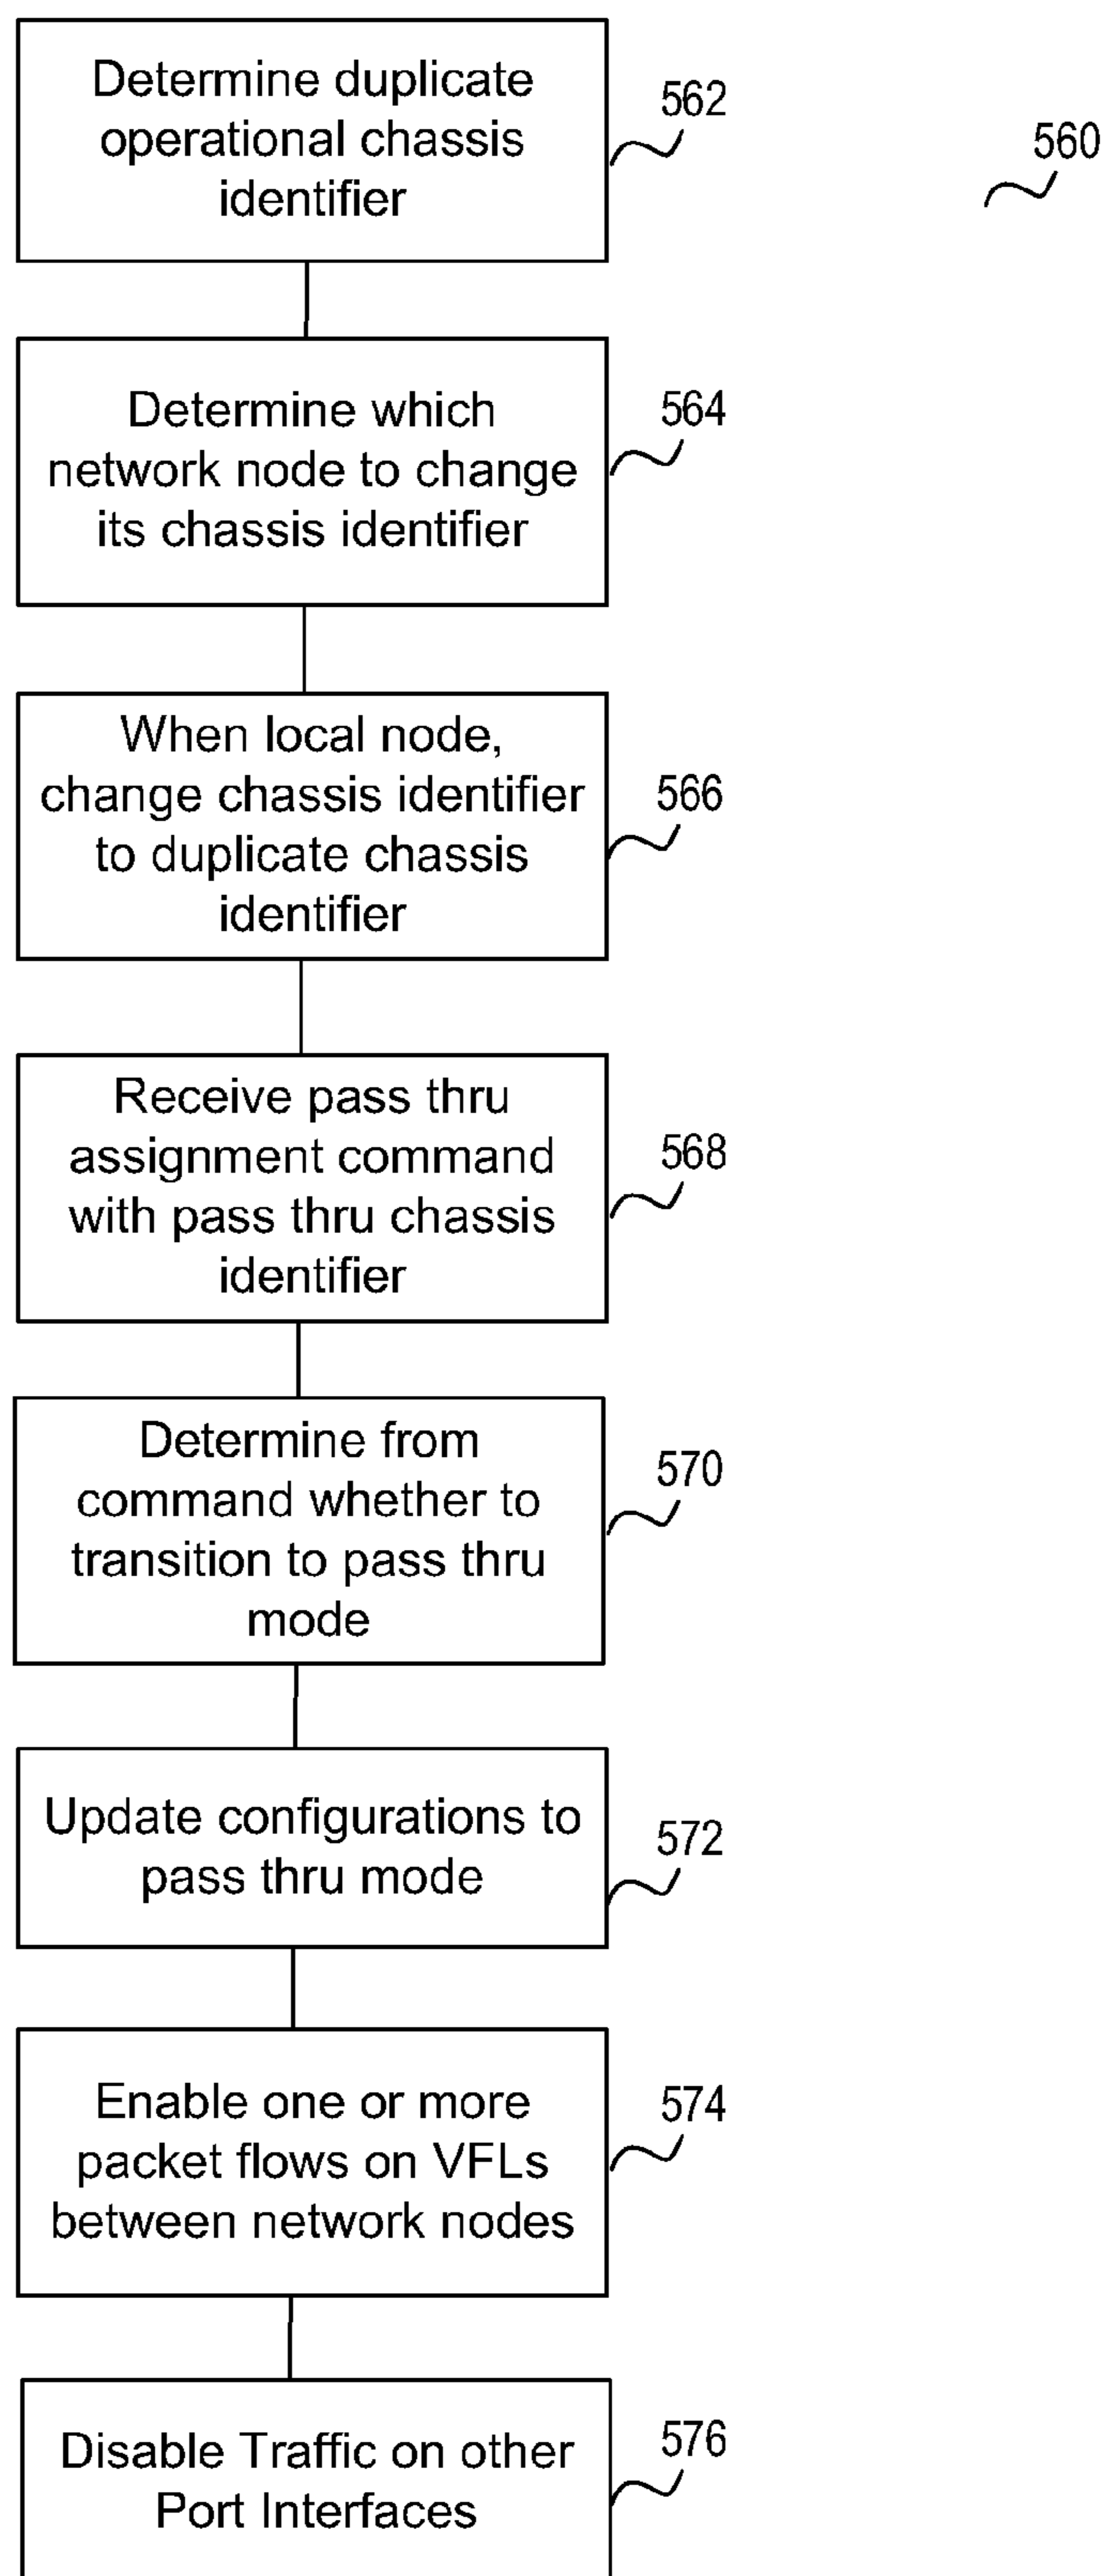 Determine duplicate
operational chassis
identifier
562
560
Determine which
network node to change
its chassis identifier
564
When local node,
change chassis identifier
to duplicate chassis
identifier
566
Receive pass thru
assignment command
with pass thru chassis
identifier
568
Determine from
command whether to
transition to pass thru
mode
570
Update configurations to
pass thru mode
572
Enable one or more
packet flows on VFLs
between network nodes
574
Disable Traffic on other
Port Interfaces
576